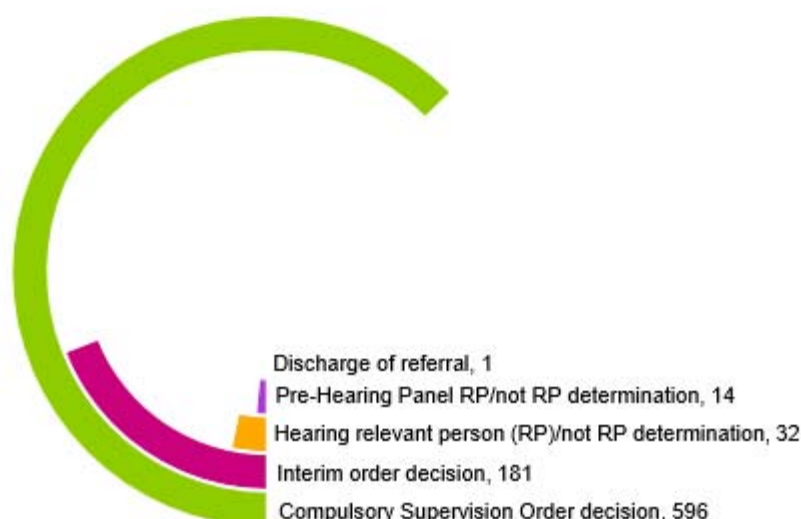 Discharge of referral, 1
Pre-Hearing Panel RP/not RP determination, 14
Hearing relevant person (RP)/not RP determination, 32
Interim order decision, 181
Compulsory Supervision Order decision, 596